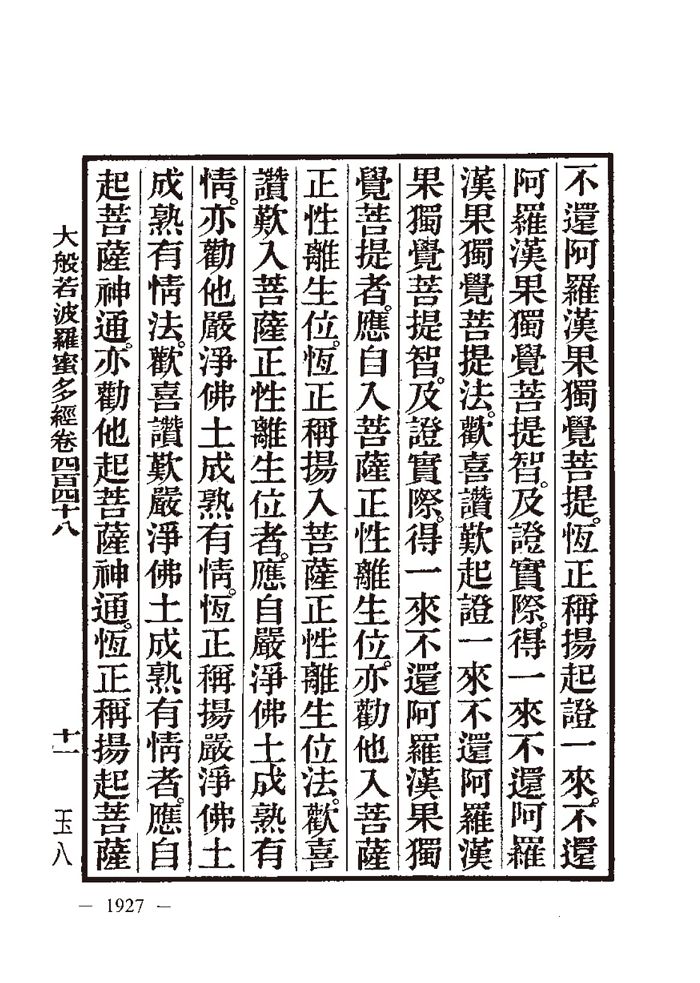 不還阿羅漢果獨覺菩提。恆正稱揚起證一來。不還
阿羅漢果獨覺菩提智。及證實際。得一來不還阿羅
漢果獨覺菩提法。歡喜讚歎起證一來不還阿羅漢
果獨覺菩提智。及證實際。得一來不還阿羅漢果獨
覺菩提者。應自入菩薩正性離生位。亦勸他入菩薩
正性離生位。恆正稱揚入菩薩正性離生位法。歡喜
讚歎入菩薩正性離生位者。應自嚴淨佛土成熟有
情。亦勸他嚴淨佛土成熟有情。恆正稱揚嚴淨佛土
成熟有情法。歡喜讚歎嚴淨佛土成熟有情者。應自
起菩薩神通。亦勸他起菩薩神通。恆正稱揚起菩薩
大般若波羅蜜多經卷四百四十八 十一 玉八
— 1927 —